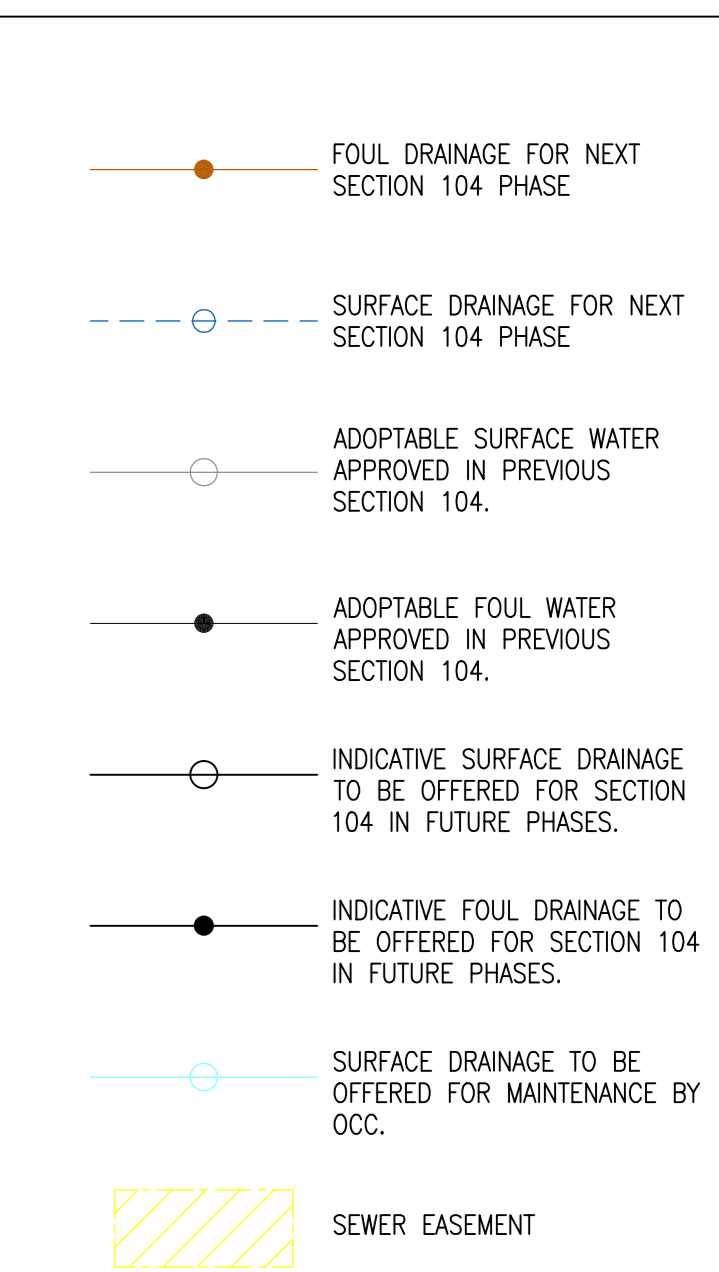 FOUL DRAINAGE FOR NEXT
SECTION 104 PHASE
SURFACE DRAINAGE FOR NEXT
SECTION 104 PHASE
ADOPTABLE SURFACE WATER
APPROVED IN PREVIOUS
SECTION 104.
ADOPTABLE FOUL WATER
APPROVED IN PREVIOUS
SECTION 104.
INDICATIVE SURFACE DRAINAGE
TO BE OFFERED FOR SECTION
104 IN FUTURE PHASES.
INDICATIVE FOUL DRAINAGE TO
BE OFFERED FOR SECTION 104
IN FUTURE PHASES.
SURFACE DRAINAGE TO BE
OFFERED FOR MAINTENANCE BY
OCC.
SEWER EASEMENT